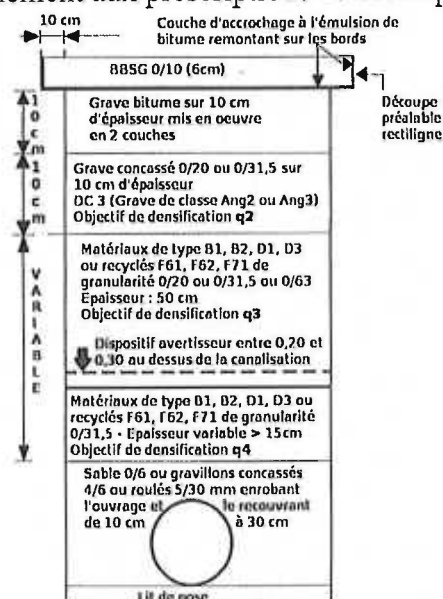 10 cm
Couche d'accrochage à l'émulsion de
bitume remontant sur les bords
BBSG 0/10 (6cm)
Découpe
préalable
rectiligne
10cm
Grave bitume sur 10 cm
d'épaisseur mis en oeuvre
en 2 couches
10cm
Grave concassé 0/20 ou 0/31,5 sur
10 cm d'épaisseur
DC 3 (Grave de classe Ang2 ou Ang3)
Objectif de densification q2
VARIABLE
Matériaux de type B1, B2, D1, D3
ou recyclés F61, F62, F71 de
granularité 0/20 ou 0/31,5 ou 0/63
Epaisseur : 50 cm
Objectif de densification q3
Dispositif avertisseur entre 0,20 et
0,30 au dessus de la canalisation
Matériaux de type B1, B2, D1, D3 ou
recyclés F61, F62, F71 de granularité
0/31,5 - Epaisseur variable > 15cm
Objectif de densification q4
Sable 0/6 ou gravillons concassés
4/6 ou roulés 5/30 mm enrobant
l'ouvrage et le recouvrant
de 10 cm à 30 cm
Lit de pose